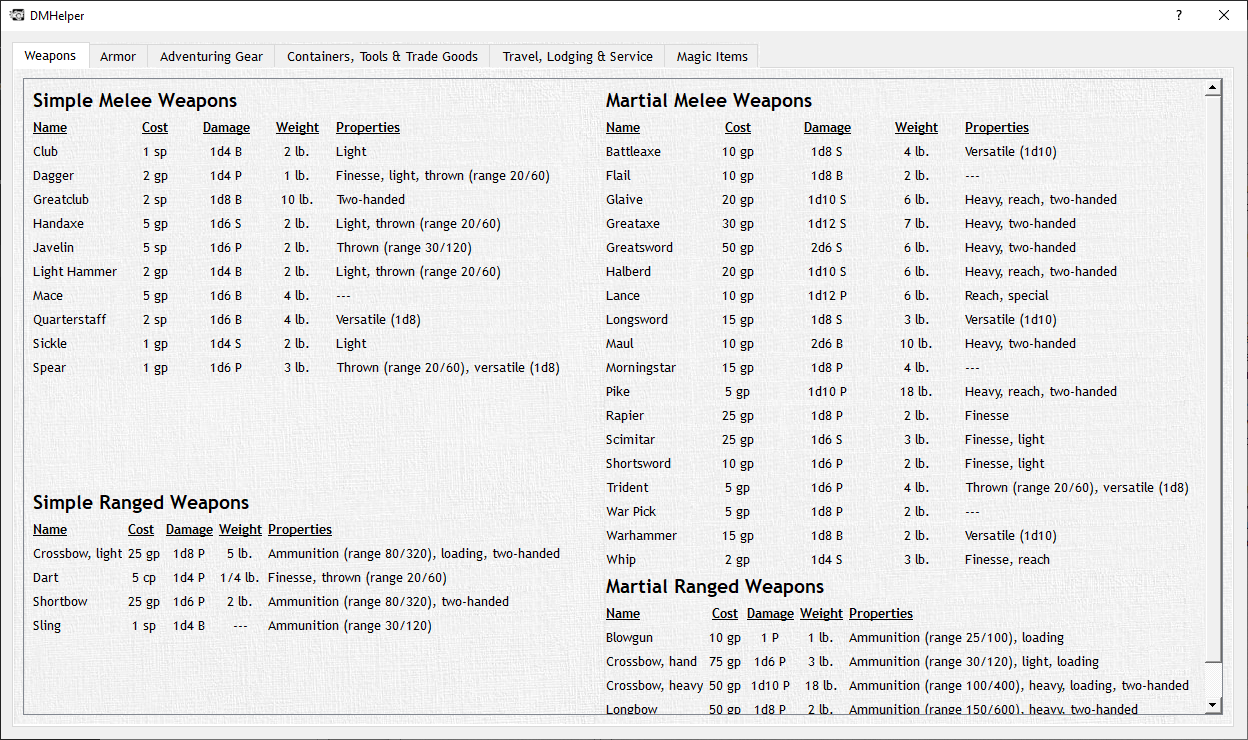 DMHelper
?
Weapons Armor Adventuring Gear Containers, Tools & Trade Goods Travel, Lodging & Service Magic Items
Simple Melee Weapons
Name Cost Damage Weight Properties
Club 1 sp 1d4 B 2 lb. Light
Dagger 2 gp 1d4 P 1 lb. Finesse, light, thrown (range 20/60)
Greatclub 2 sp 1d8 B 10 lb. Two-handed
Handaxe 5 gp 1d6 S 2 lb. Light, thrown (range 20/60)
Javelin 5 sp 1d6 P 2 lb. Thrown (range 30/120)
Light Hammer 2 gp 1d4 B 2 lb. Light, thrown (range 20/60)
Mace 5 gp 1d6 B 4 lb. ---
Quarterstaff 2 sp 1d6 B 4 lb. Versatile (1d8)
Sickle 1 gp 1d4 S 2 lb. Light
Spear 1 gp 1d6 P 3 lb. Thrown (range 20/60), versatile (1d8)
Simple Ranged Weapons
Name Cost Damage Weight Properties
Crossbow, light 25 gp 1d8 P 5 lb. Ammunition (range 80/320), loading, two-handed
Dart 5 cp 1d4 P 1/4 lb. Finesse, thrown (range 20/60)
Shortbow 25 gp 1d6 P 2 lb. Ammunition (range 80/320), two-handed
Sling 1 sp 1d4 B --- Ammunition (range 30/120)
Martial Melee Weapons
Name Cost Damage Weight Properties
Battleaxe 10 gp 1d8 S 4 lb. Versatile (1d10)
Flail 10 gp 1d8 B 2 lb. ---
Glaive 20 gp 1d10 S 6 lb. Heavy, reach, two-handed
Greataxe 30 gp 1d12 S 7 lb. Heavy, two-handed
Greatsword 50 gp 2d6 S 6 lb. Heavy, two-handed
Halberd 20 gp 1d10 S 6 lb. Heavy, reach, two-handed
Lance 10 gp 1d12 P 6 lb. Reach, special
Longsword 15 gp 1d8 S 3 lb. Versatile (1d10)
Maul 10 gp 2d6 B 10 lb. Heavy, two-handed
Morningstar 15 gp 1d8 P 4 lb. ---
Pike 5 gp 1d10 P 18 lb. Heavy, reach, two-handed
Rapier 25 gp 1d8 P 2 lb. Finesse
Scimitar 25 gp 1d6 S 3 lb. Finesse, light
Shortsword 10 gp 1d6 P 2 lb. Finesse, light
Trident 5 gp 1d6 P 4 lb. Thrown (range 20/60), versatile (1d8)
War Pick 5 gp 1d8 P 2 lb. ---
Warhammer 15 gp 1d8 B 2 lb. Versatile (1d10)
Whip 2 gp 1d4 S 3 lb. Finesse, reach
Martial Ranged Weapons
Name Cost Damage Weight Properties
Blowgun 10 gp 1 P 1 lb. Ammunition (range 25/100), loading
Crossbow, hand 75 gp 1d6 P 3 lb. Ammunition (range 30/120), light, loading
Crossbow, heavy 50 gp 1d10 P 18 lb. Ammunition (range 100/400), heavy, loading, two-handed
Longbow 50 gp 1d8 P 2 lb. Ammunition (range 150/600), heavy, two-handed